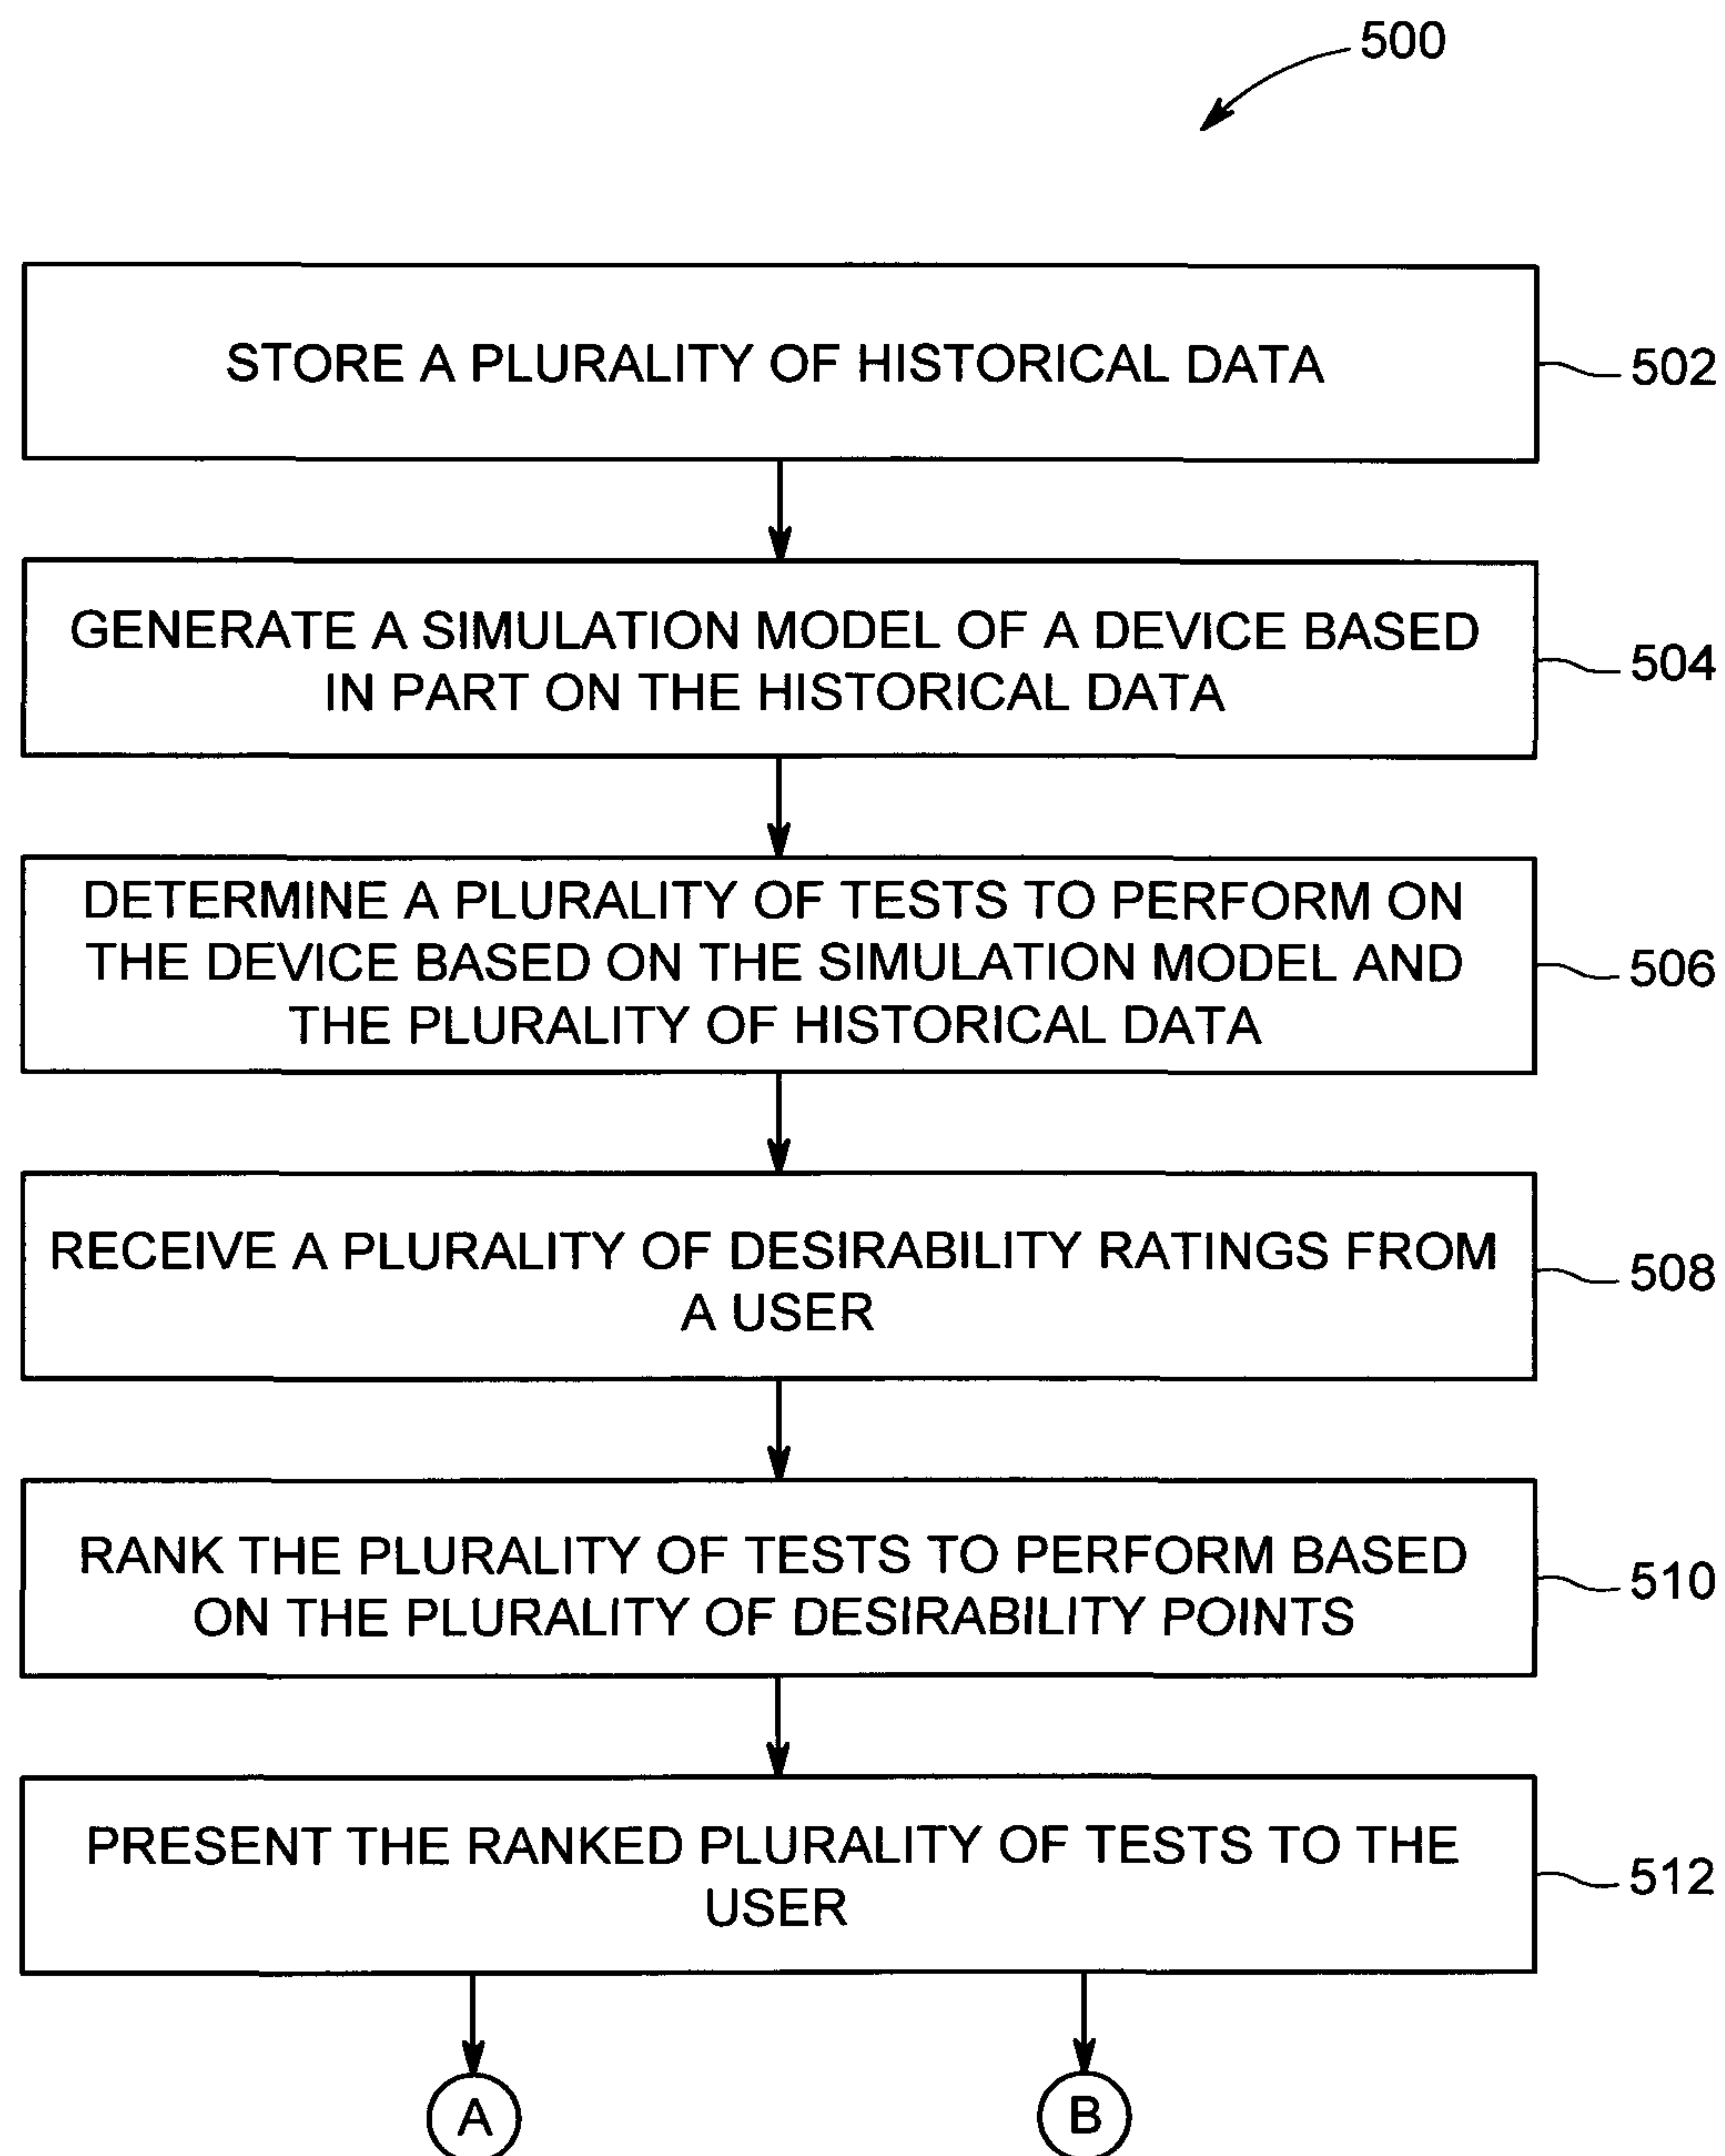 500
STORE A PLURALITY OF HISTORICAL DATA
502
GENERATE A SIMULATION MODEL OF A DEVICE BASED
IN PART ON THE HISTORICAL DATA
504
DETERMINE A PLURALITY OF TESTS TO PERFORM ON
THE DEVICE BASED ON THE SIMULATION MODEL AND
THE PLURALITY OF HISTORICAL DATA
506
RECEIVE A PLURALITY OF DESIRABILITY RATINGS FROM
A USER
508
RANK THE PLURALITY OF TESTS TO PERFORM BASED
ON THE PLURALITY OF DESIRABILITY POINTS
510
PRESENT THE RANKED PLURALITY OF TESTS TO THE
USER
512
A
B